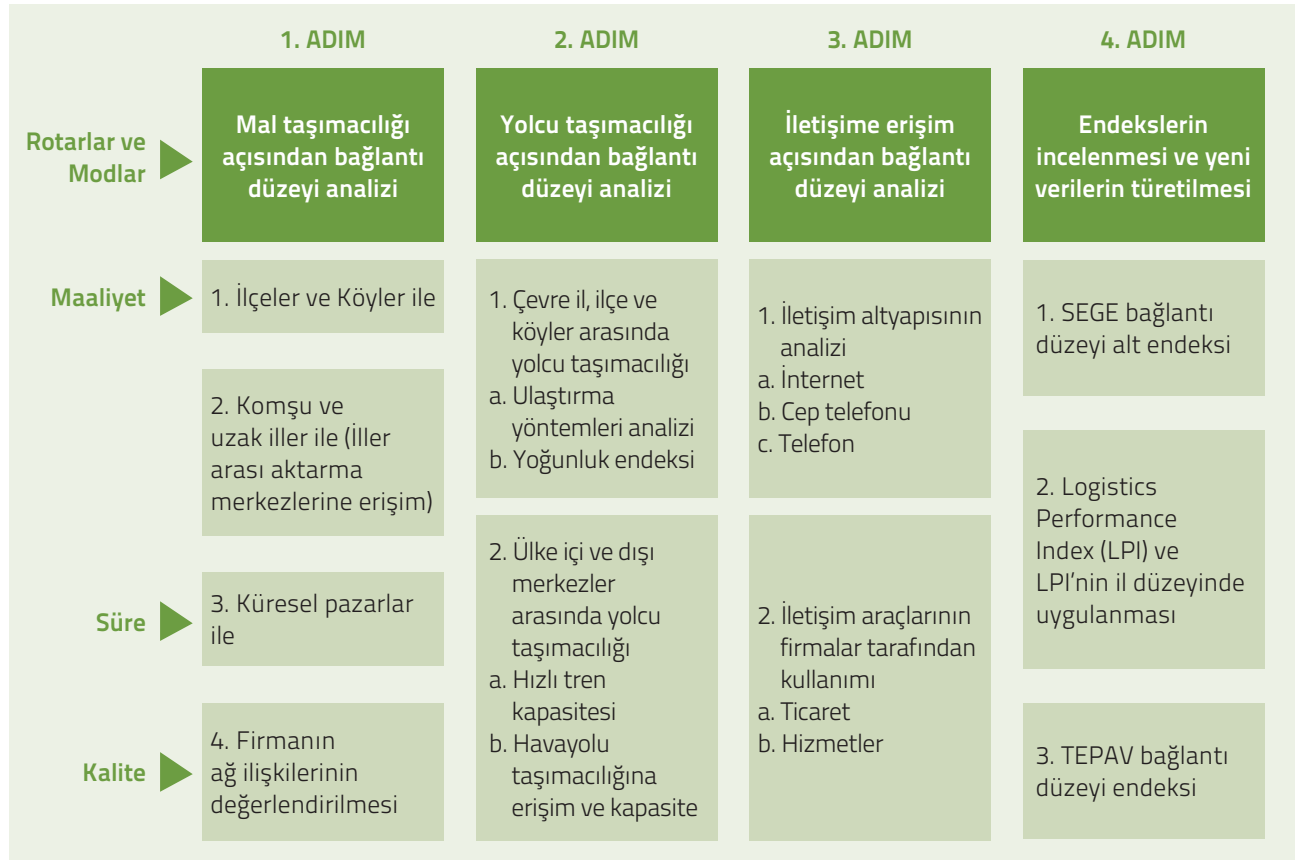 1. ADIM
2. ADIM
3. ADIM
4. ADIM
Rotarlar ve
Modlar
Mal taşımacılığı
açısından bağlantı
düzeyi analizi
Yolcu taşımacılığı
açısından bağlantı
düzeyi analizi
İletişime erişim
açısından bağlantı
düzeyi analizi
Endekslerin
incelenmesi ve yeni
verilerin türetilmesi
Maaliyet
Süre
Kalite
1. İlçeler ve Köyler ile
2. Komşu ve
uzak iller ile (İller
arası aktarma
merkezlerine erişim)
3. Küresel pazarlar
ile
4. Firmanın
ağ ilişkilerinin
değerlendirilmesi
1. Çevre il, ilçe ve
köyler arasında
yolcu taşımacılığı
a. Ulaştırma
yöntemleri analizi
b. Yoğunluk endeksi
2. Ülke içi ve dışı
merkezler
arasında yolcu
taşımacılığı
a. Hızlı tren
kapasitesi
b. Havayolu
taşımacılığına
erişim ve kapasite
1. İletişim altyapısının
analizi
a. İnternet
b. Cep telefonu
c. Telefon
2. İletişim araçlarının
firmalar tarafından
kullanımı
a. Ticaret
b. Hizmetler
1. SEGE bağlantı
düzeyi alt endeksi
2. Logistics
Performance
Index (LPI) ve
LPI’nin il düzeyinde
uygulanması
3. TEPAV bağlantı
düzeyi endeksi